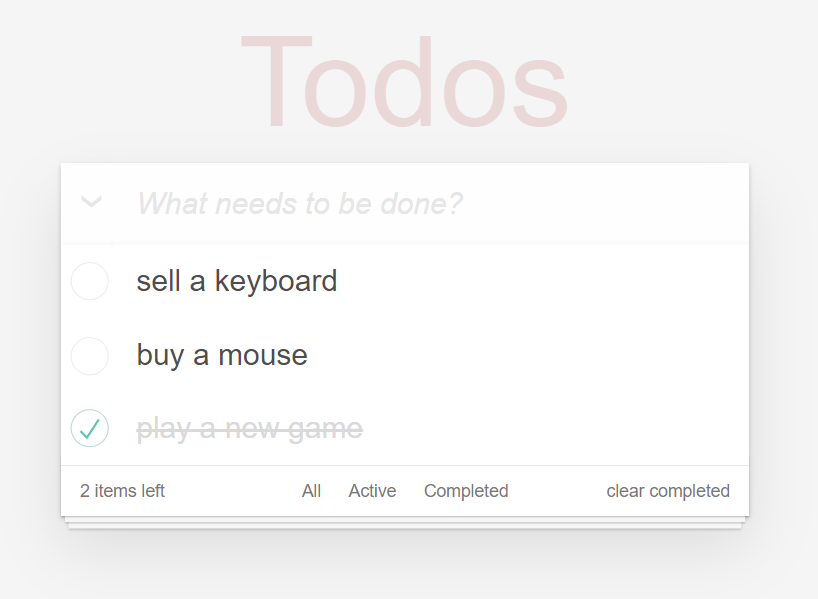 Todos
What needs to be done?
sell a keyboard
buy a mouse
play a new game
2 items left All Active Completed clear completed